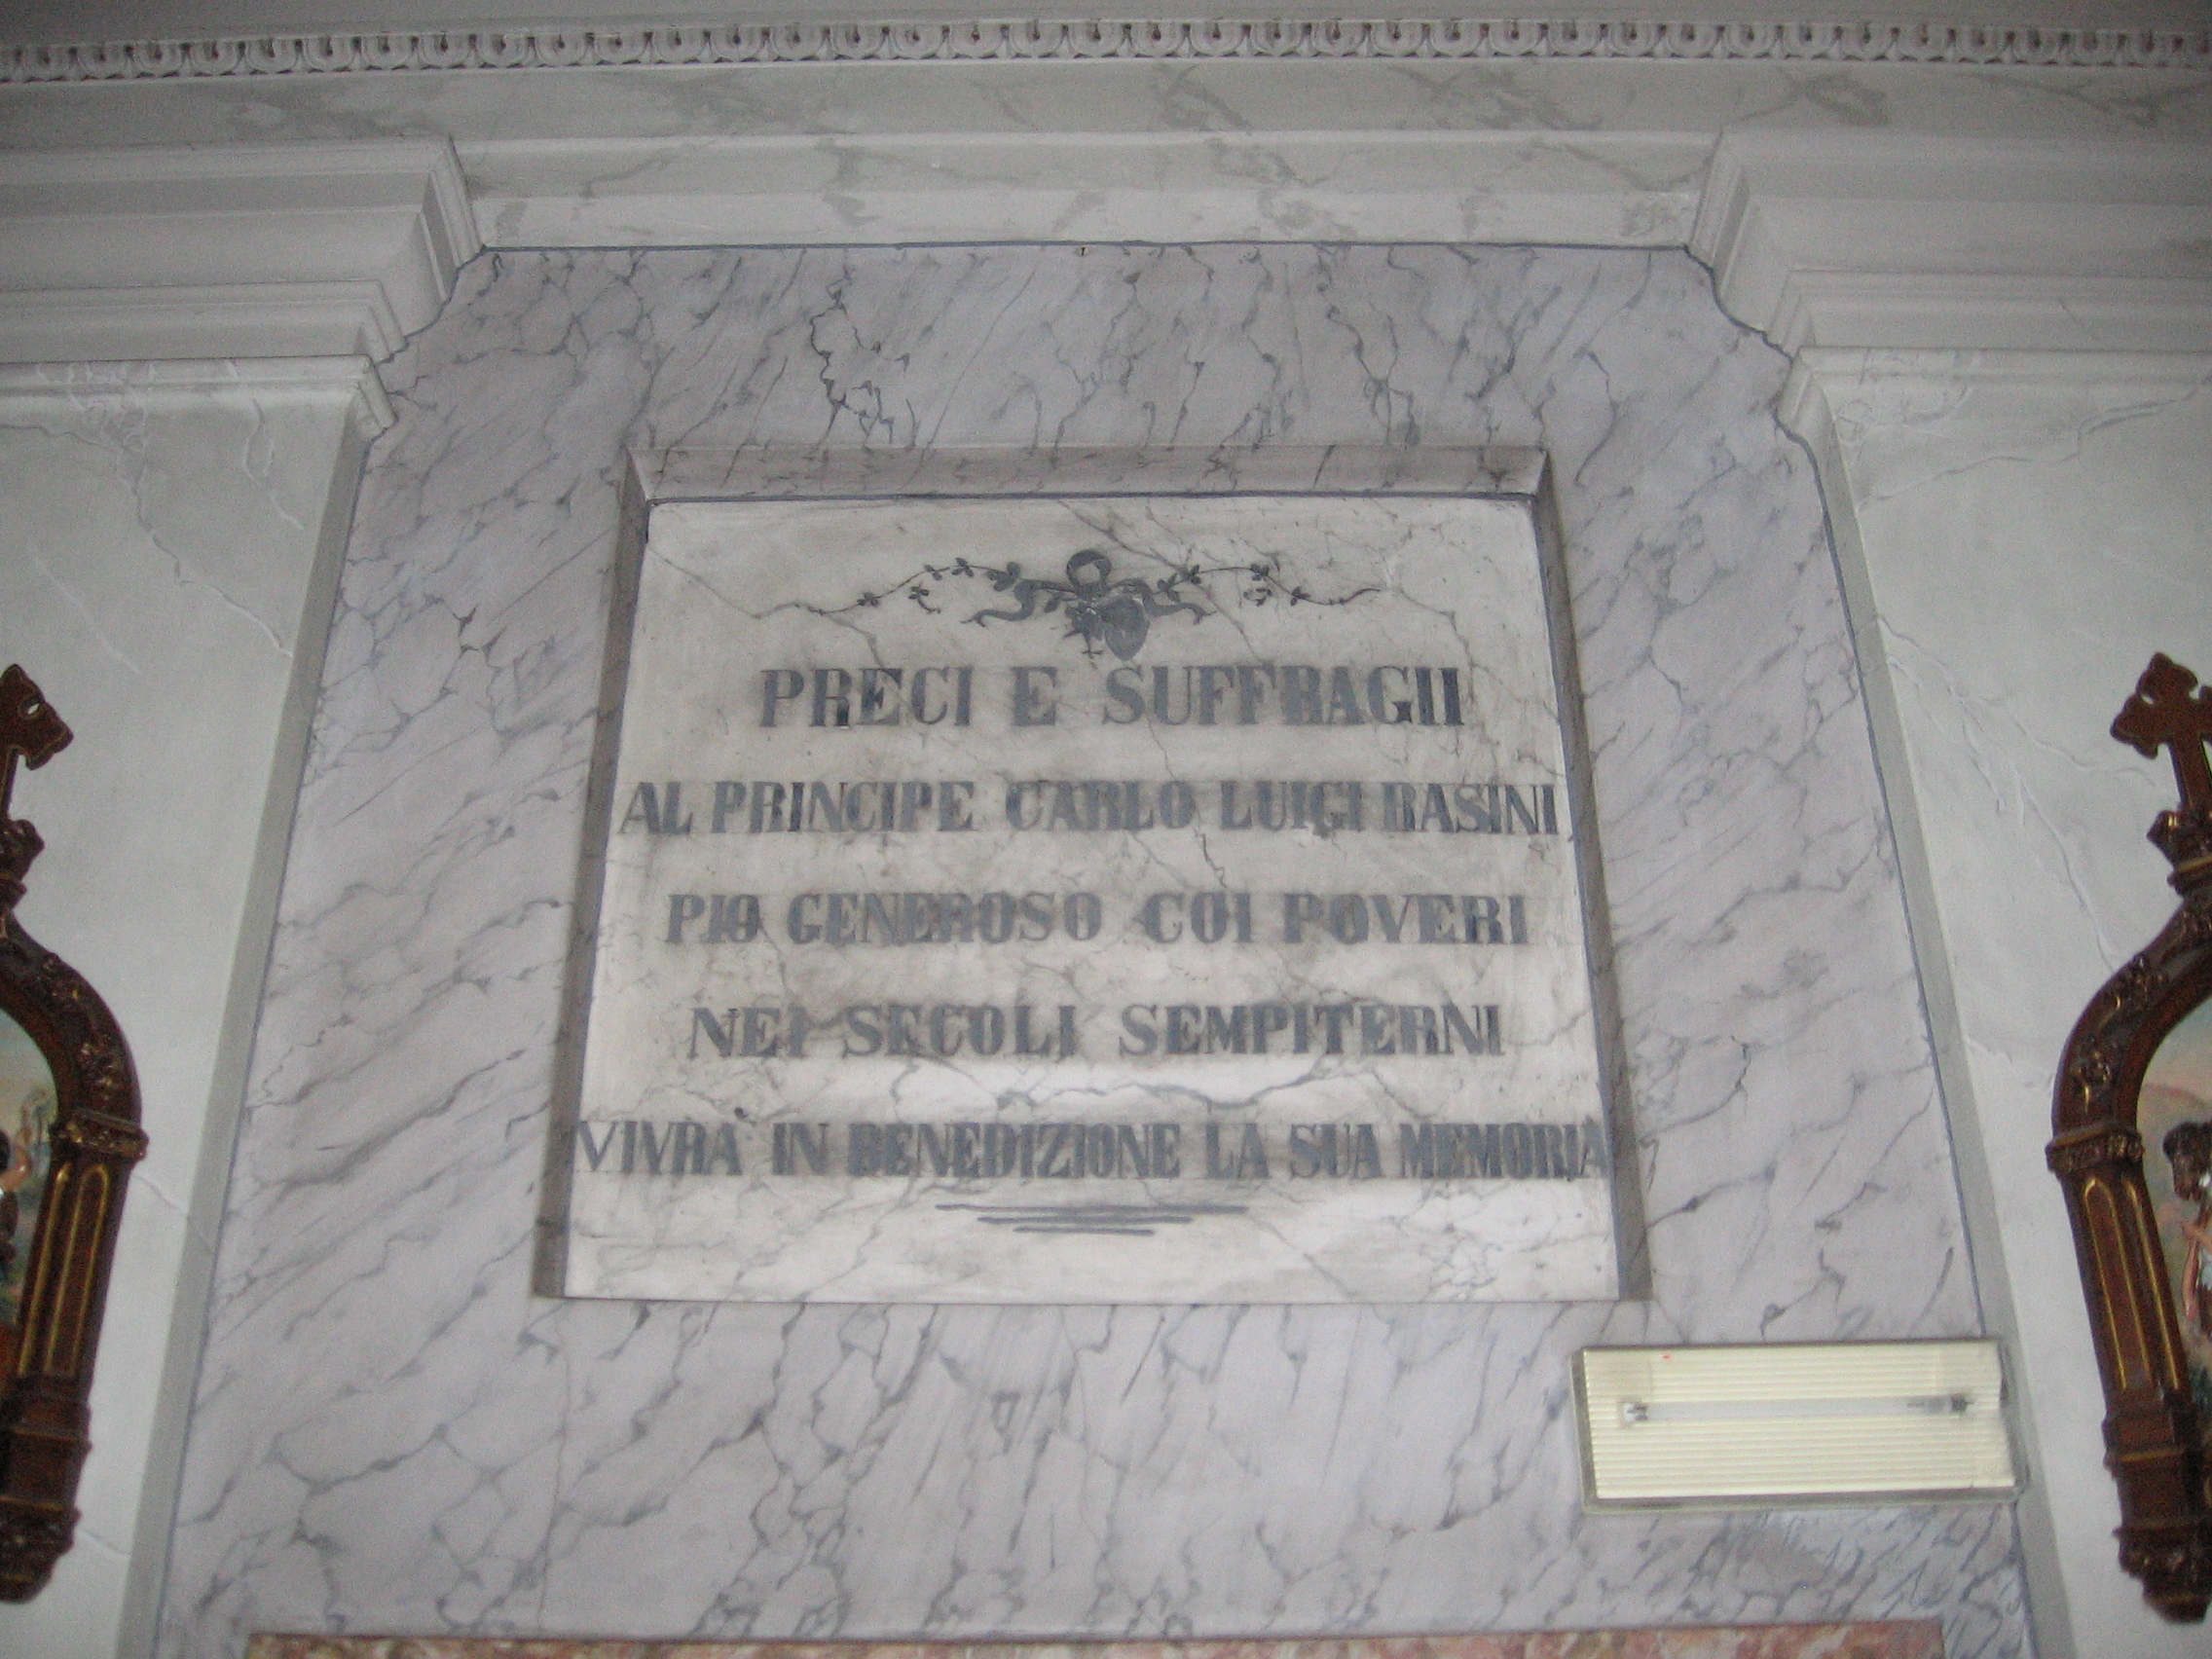 PRECI E SUFFRAGII
AL PRINCIPE CARLO LUIGI RASINI
PIO GENEROSO COI POVERI
NEI SECOLI SEMPITERNI
VIVRA IN BENEDIZIONE LA SUA MEMORIA